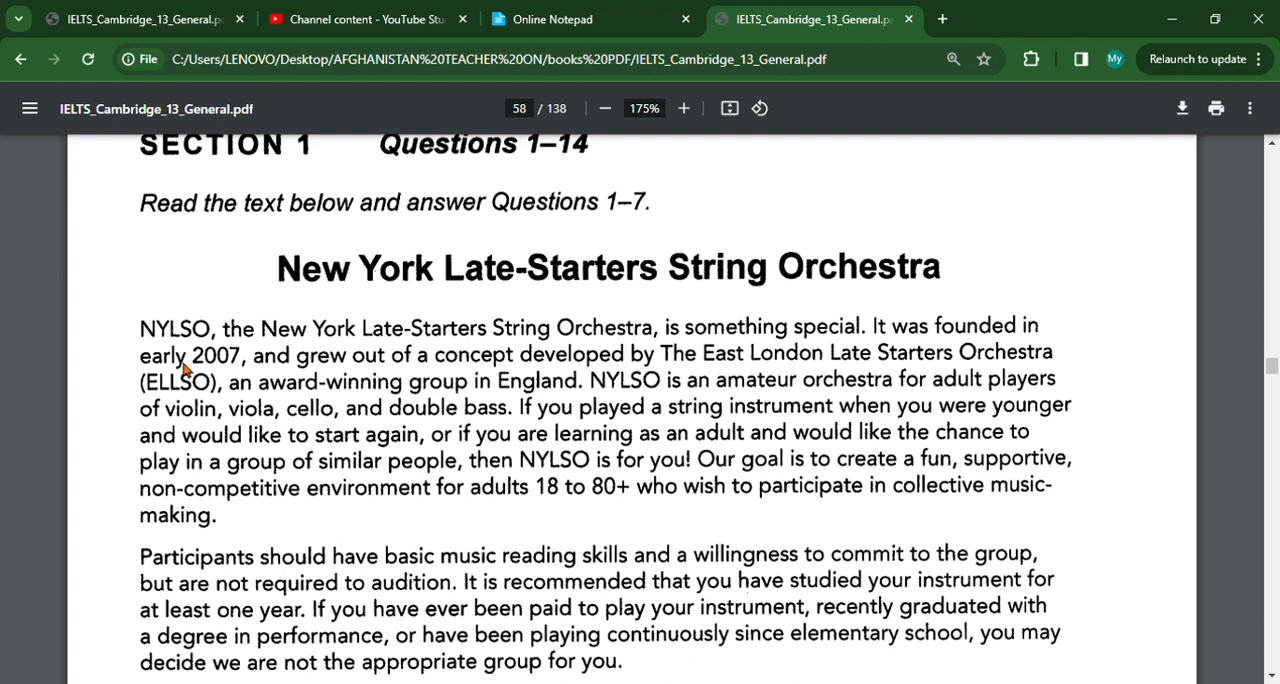 IELTS_Cambridge_13_General.p
Channel content - YouTube Stu
Online Notepad
IELTS_Cambridge_13_General.p
File
C:/Users/LENOVO/Desktop/AFGHANISTAN%20TEACHER%20ON/books%20PDF/IELTS_Cambridge_13_General.pdf
My
Relaunch to update
IELTS_Cambridge_13_General.pdf
58 / 138
175%
SECTION 1 Questions 1–14
Read the text below and answer Questions 1–7.
New York Late-Starters String Orchestra
NYLSO, the New York Late-Starters String Orchestra, is something special. It was founded in
early 2007, and grew out of a concept developed by The East London Late Starters Orchestra
(ELLSO), an award-winning group in England. NYLSO is an amateur orchestra for adult players
of violin, viola, cello, and double bass. If you played a string instrument when you were younger
and would like to start again, or if you are learning as an adult and would like the chance to
play in a group of similar people, then NYLSO is for you! Our goal is to create a fun, supportive,
non-competitive environment for adults 18 to 80+ who wish to participate in collective music-
making.
Participants should have basic music reading skills and a willingness to commit to the group,
but are not required to audition. It is recommended that you have studied your instrument for
at least one year. If you have ever been paid to play your instrument, recently graduated with
a degree in performance, or have been playing continuously since elementary school, you may
decide we are not the appropriate group for you.